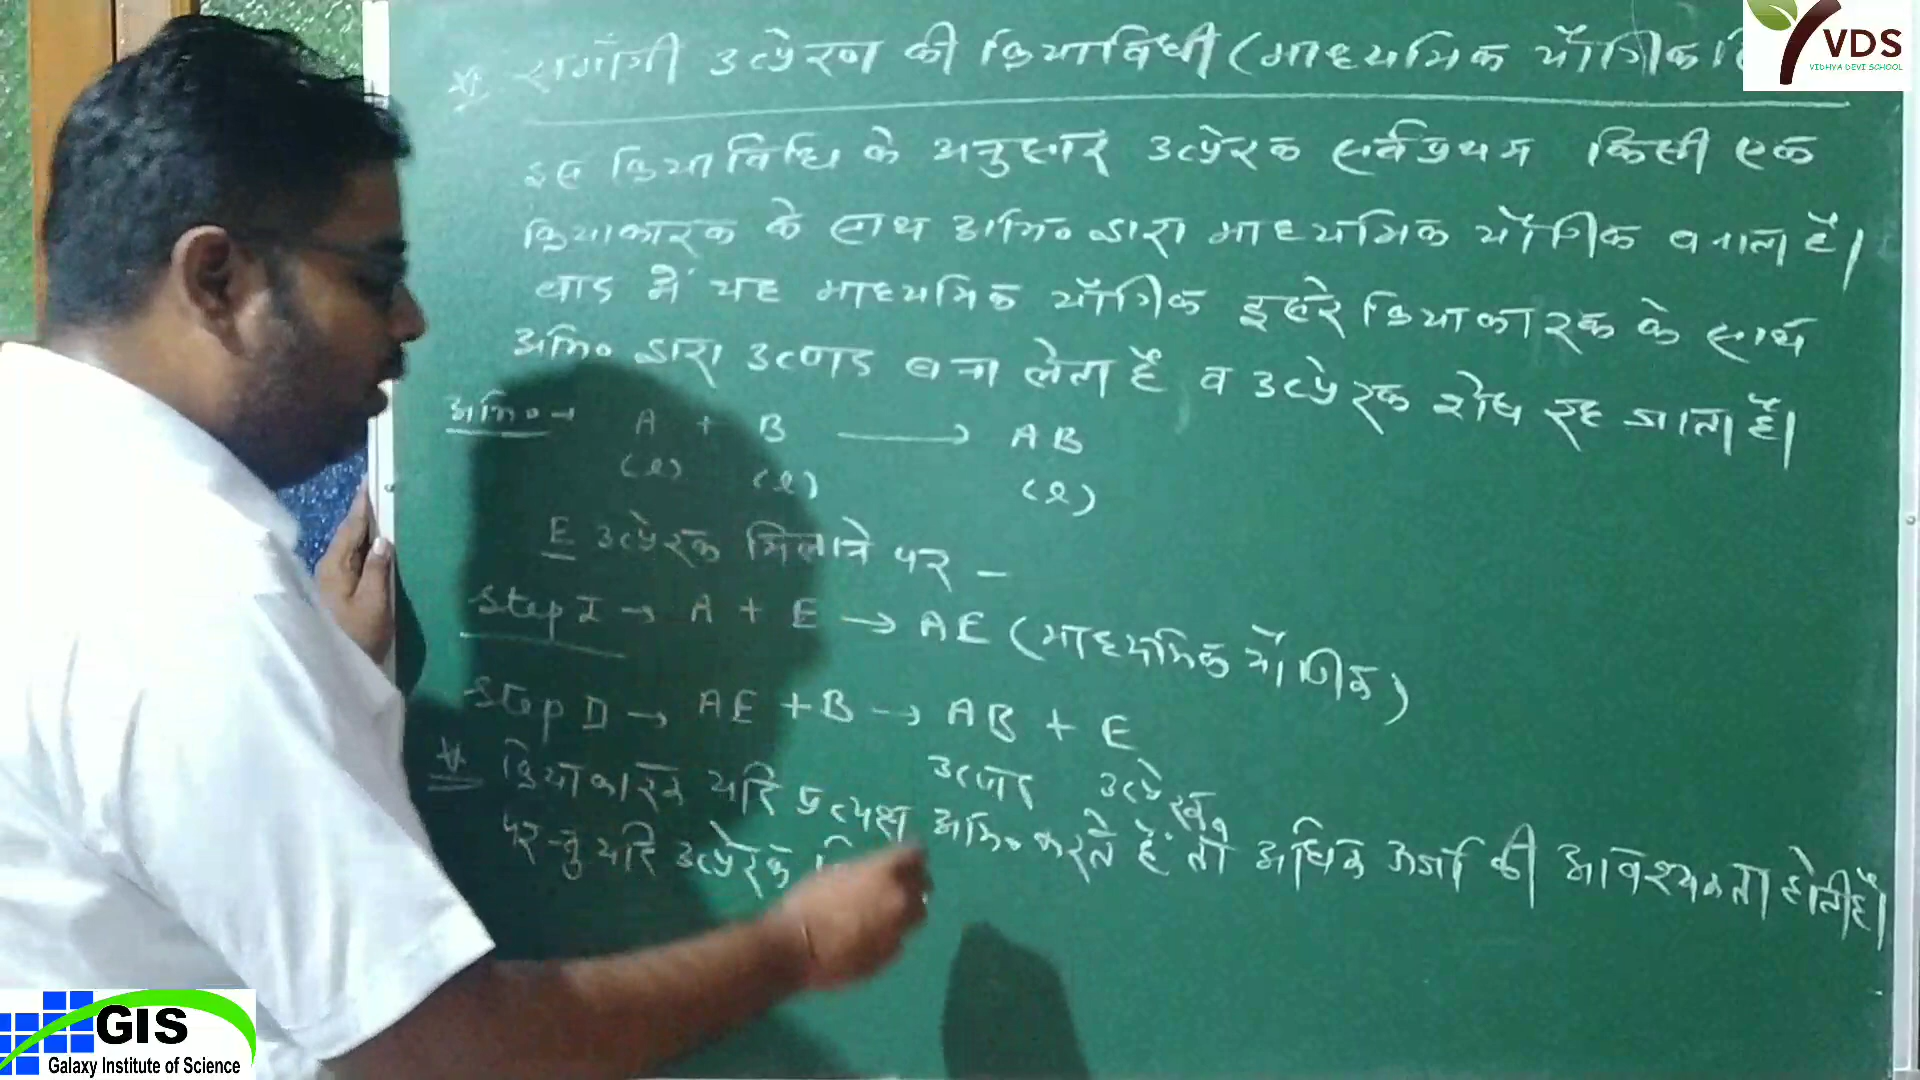 * समांगी उत्प्रेरण की क्रियाविधी (माध्यमिक यौगिक
VDS
VIDHYA DEVI SCHOOL
इस क्रियाविधि के अनुसार उत्प्रेरक सर्वप्रथम किसी एक
क्रियाकारक के साथ अभि० द्वारा माध्यमिक यौगिक बनाता है।
बाद में यह माध्यमिक यौगिक दुसरे क्रियाकारक के साथ
अभि० द्वारा उत्पाद बना लेता है व उत्प्रेरक शेष रह जाता है।
अभि० → A + B ⟶ AB
(l) (l) (l)
E उत्प्रेरक मिलाने पर –
Step I → A + E → AE (माध्यमिक यौगिक)
Step II → AE + B → AB + E
उत्पाद उत्प्रेरक
* क्रियाकारक यदि प्रत्यक्ष अभि० करते हैं तो अधिक ऊर्जा की आवश्यकता होती है।
परन्तु यदि उत्प्रेरक
GIS
Galaxy Institute of Science